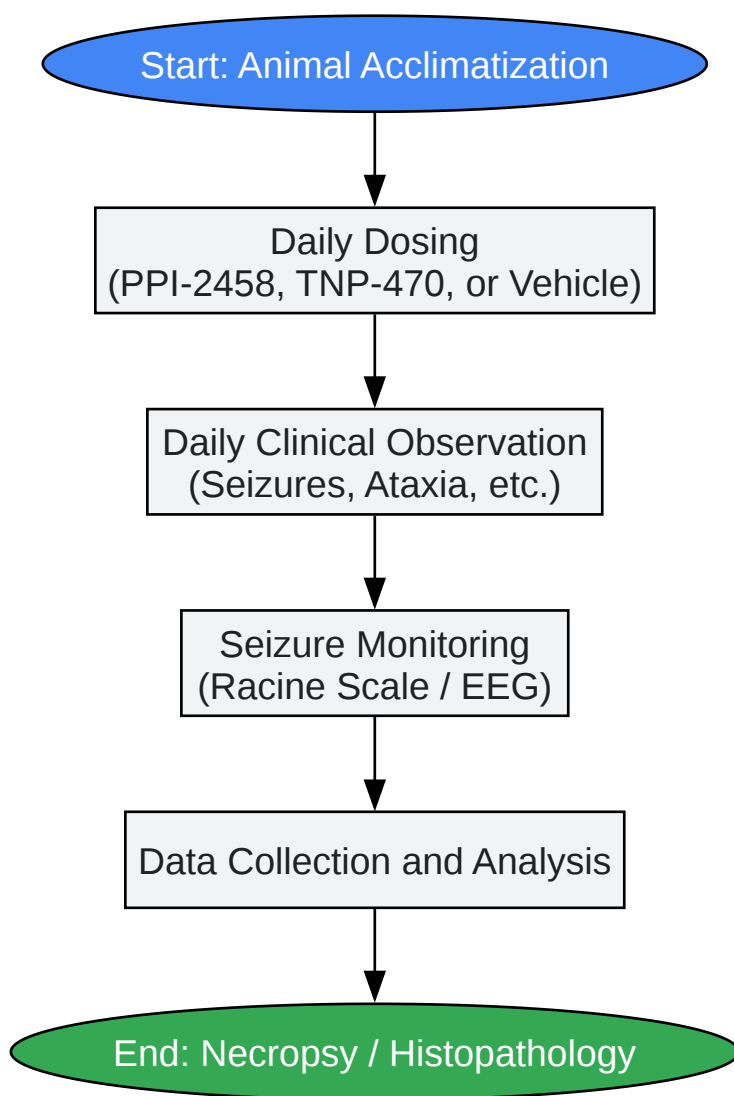 Start: Animal Acclimatization
Daily Dosing
(PPI-2458, TNP-470, or Vehicle)
Daily Clinical Observation
(Seizures, Ataxia, etc.)
Seizure Monitoring
(Racine Scale / EEG)
Data Collection and Analysis
End: Necropsy / Histopathology